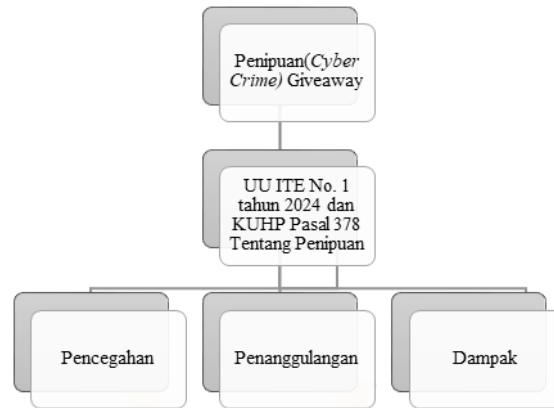 Penipuan(Cyber
Crime) Giveaway
UU ITE No. 1
tahun 2024 dan
KUHP Pasal 378
Tentang Penipuan
Pencegahan
Penanggulangan
Dampak